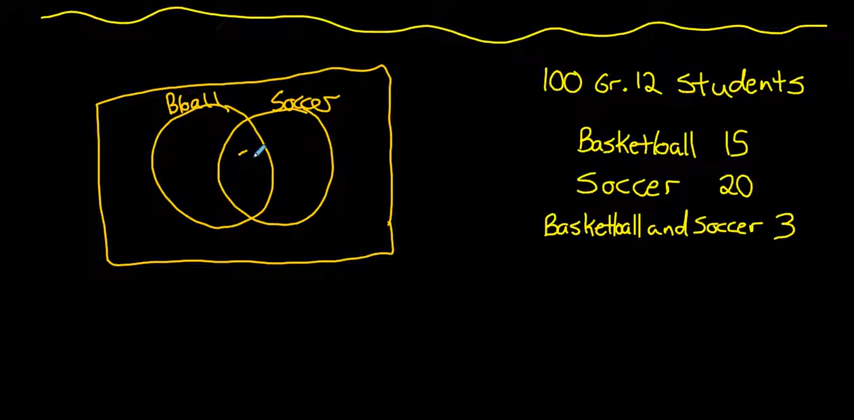 Bball Soccer
100 Gr. 12 Students
Basketball 15
Soccer 20
Basketball and Soccer 3